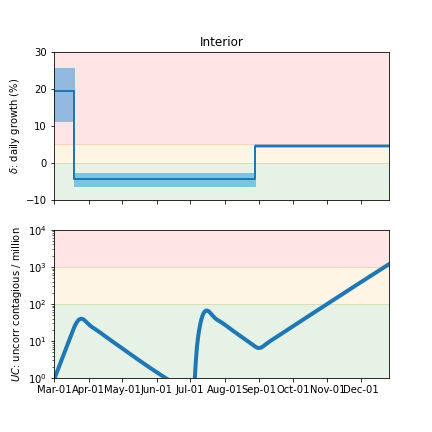 Interior
δ: daily growth (%)
30
20
10
0
−10
UC: uncorr contagious / million
10⁴
10³
10²
10¹
10⁰
Mar-01 Apr-01 May-01 Jun-01 Jul-01 Aug-01 Sep-01 Oct-01 Nov-01 Dec-01